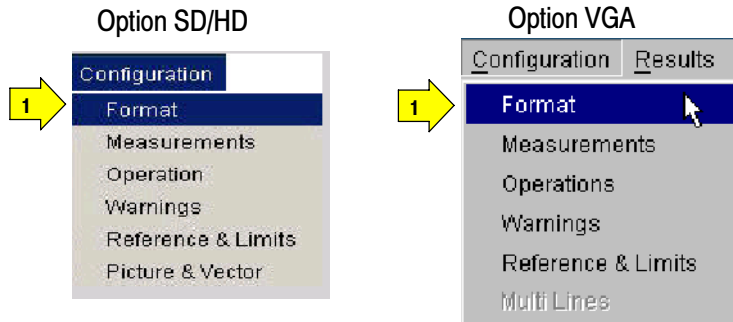 Option SD/HD
Configuration
1
Format
Measurements
Operation
Warnings
Reference & Limits
Picture & Vector
Option VGA
Configuration Results
1
Format
Measurements
Operations
Warnings
Reference & Limits
Multi Lines